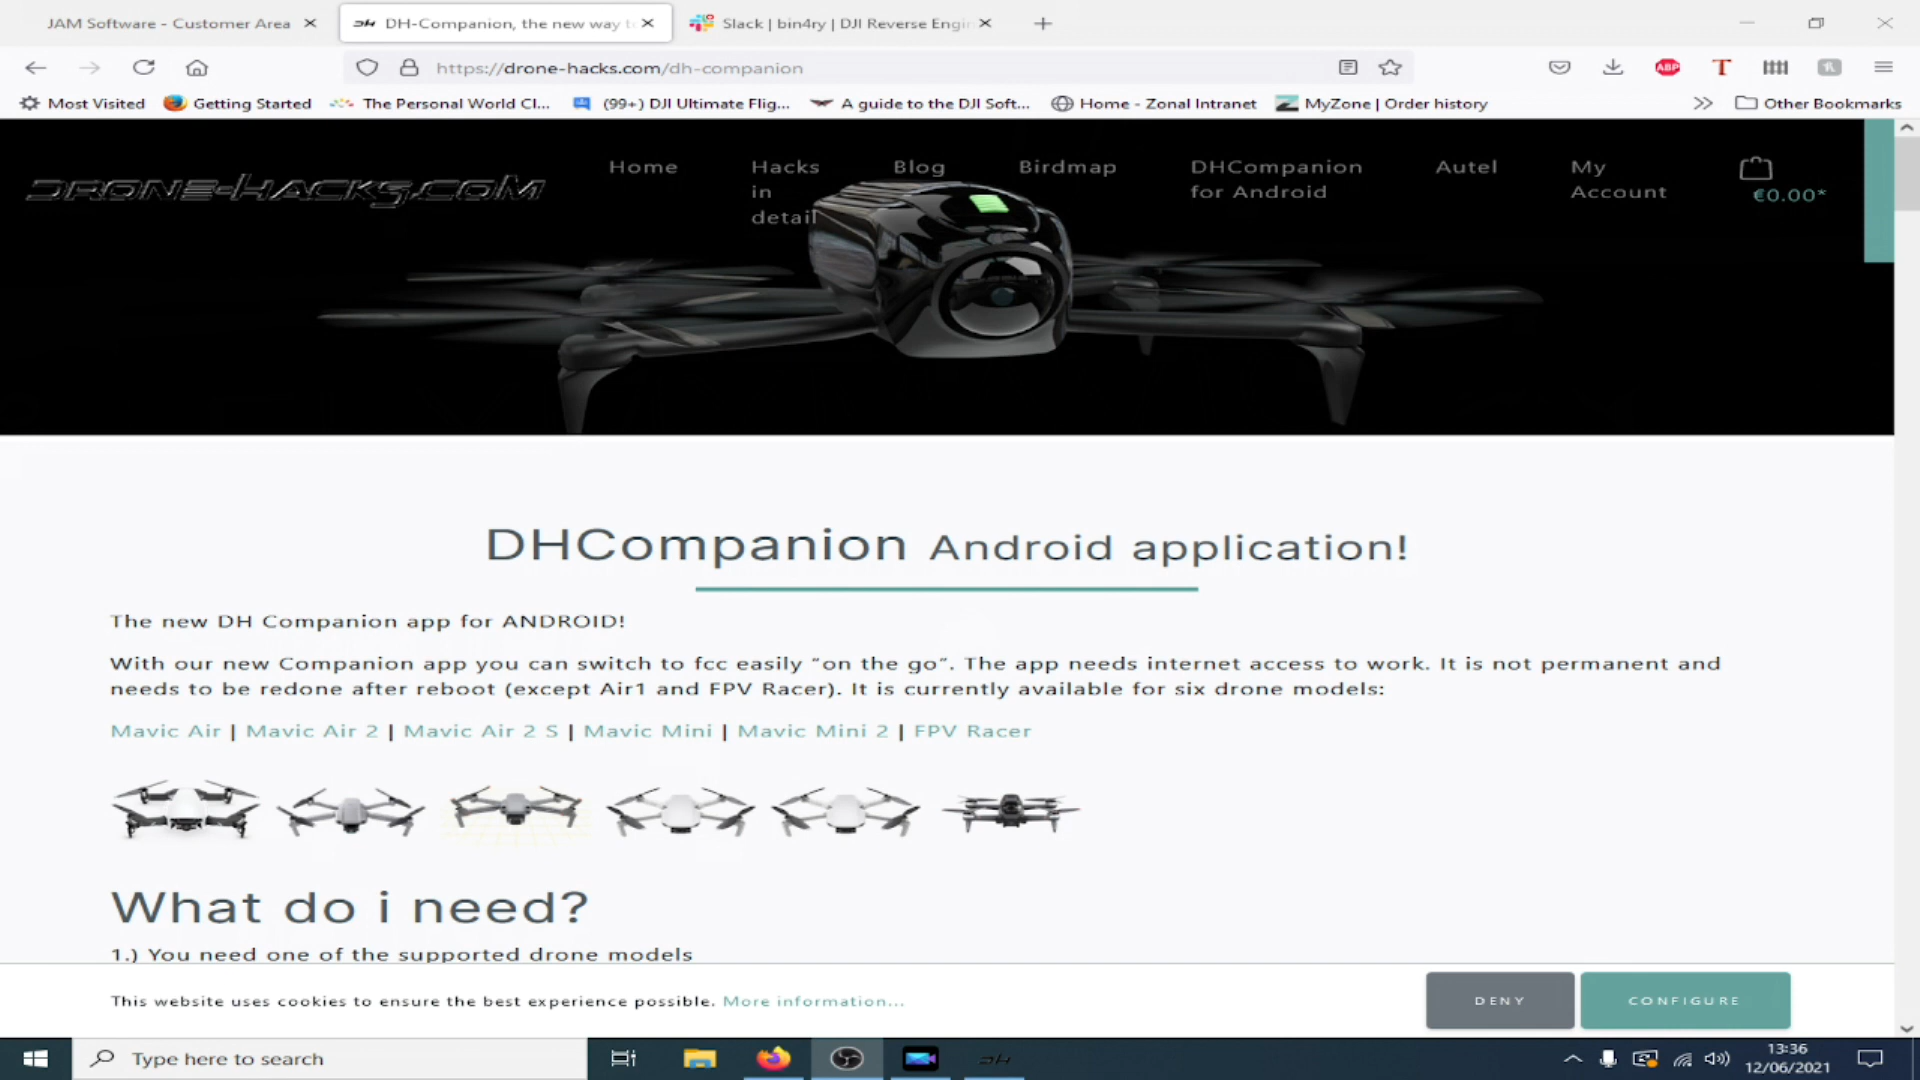 JAM Software - Customer Area
DH-Companion, the new way t
Slack | bin4ry | DJI Reverse Engi
https://drone-hacks.com/dh-companion
ABP
T
Most Visited
Getting Started
The Personal World Cl...
(99+) DJI Ultimate Flig...
A guide to the DJI Soft...
Home - Zonal Intranet
MyZone | Order history
Other Bookmarks
DRONE-HACKS.COM
Home
Hacks
in
detail
Blog
Birdmap
DHCompanion
for Android
Autel
My
Account
€0.00*
DHCompanion Android application!
The new DH Companion app for ANDROID!
With our new Companion app you can switch to fcc easily “on the go”. The app needs internet access to work. It is not permanent and
needs to be redone after reboot (except Air1 and FPV Racer). It is currently available for six drone models:
Mavic Air | Mavic Air 2 | Mavic Air 2 S | Mavic Mini | Mavic Mini 2 | FPV Racer
What do i need?
1.) You need one of the supported drone models
This website uses cookies to ensure the best experience possible. More information...
DENY
CONFIGURE
Type here to search
13:36
12/06/2021